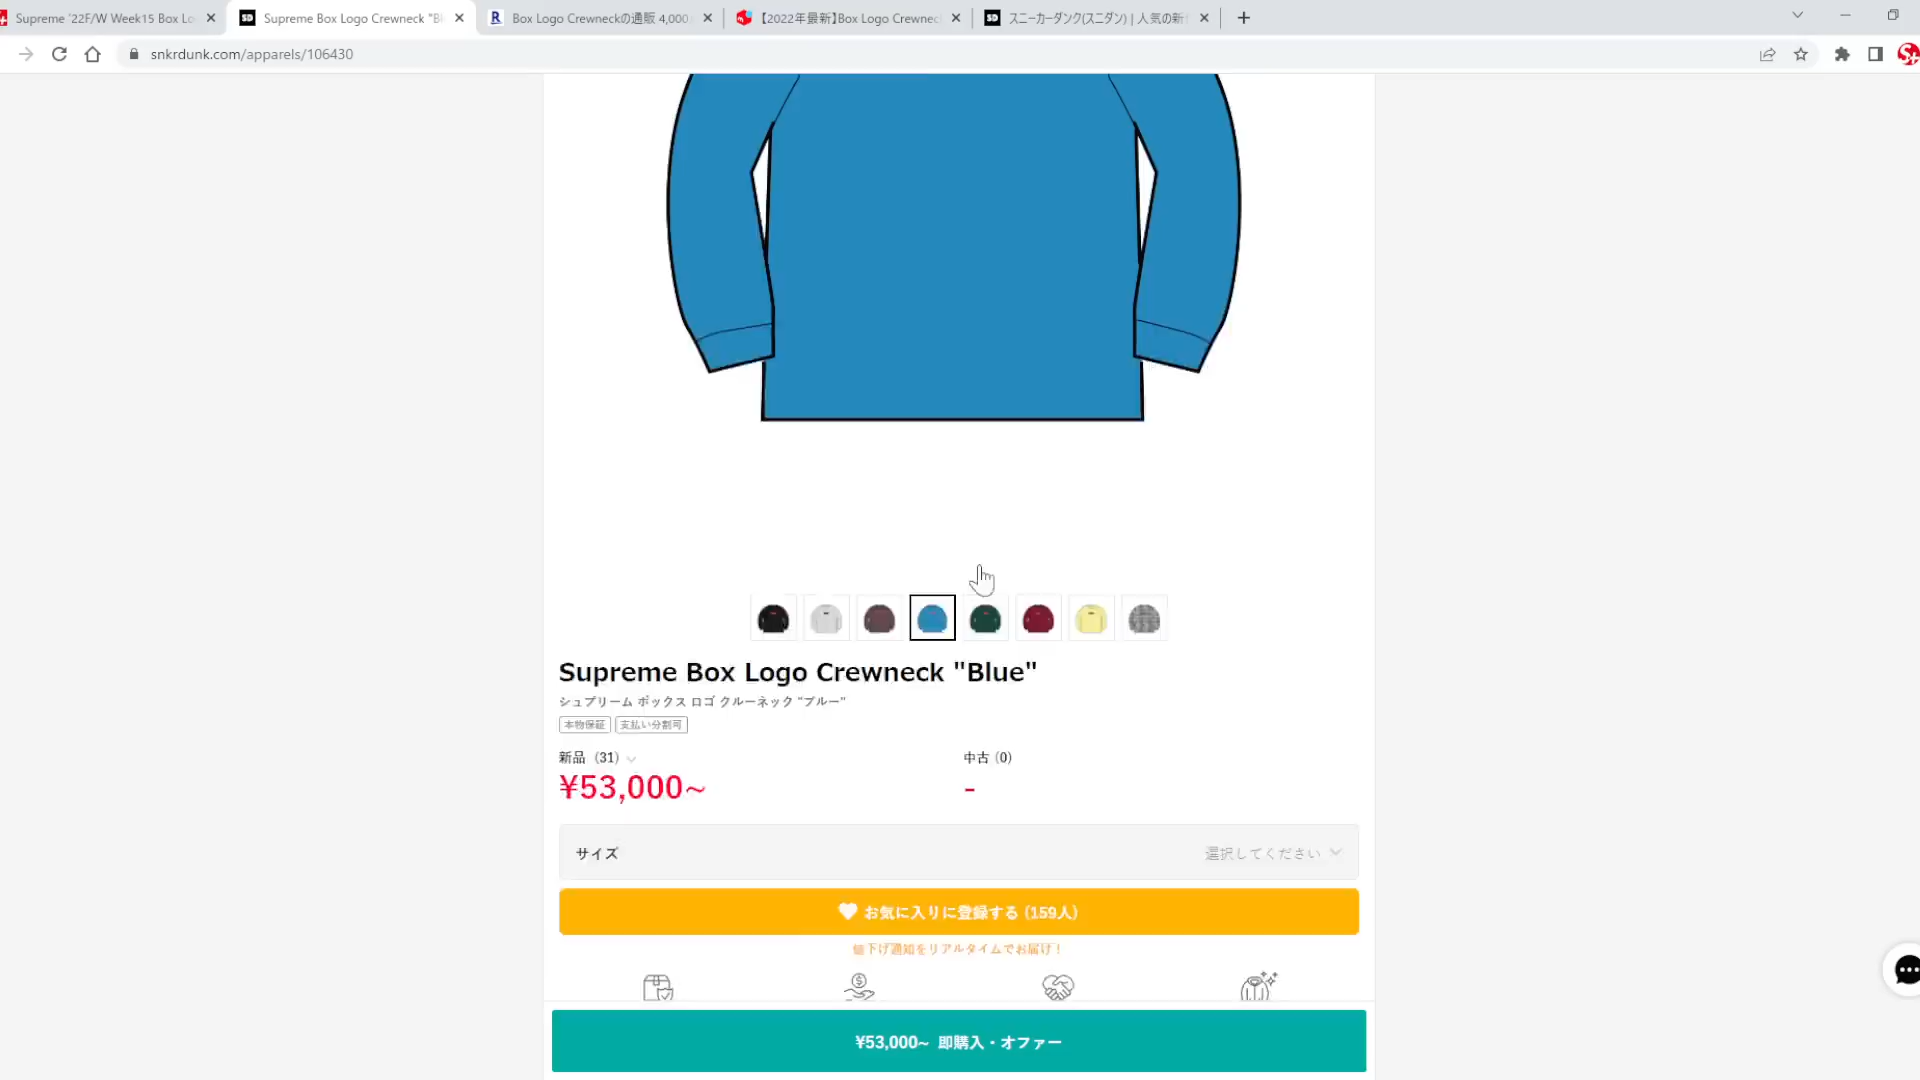 Supreme '22F/W Week15 Box Lo
Supreme Box Logo Crewneck "Bl
Box Logo Crewneckの通販 4,000
【2022年最新】Box Logo Crewnec
スニーカーダンク(スニダン) | 人気の新
snkrdunk.com/apparels/106430
Supreme Box Logo Crewneck "Blue"
シュプリーム ボックス ロゴ クルーネック "ブルー"
本物保証 支払い分割可
新品 (31)
中古 (0)
¥53,000~
-
サイズ
選択してください
お気に入りに登録する (159人)
値下げ通知をリアルタイムでお届け！
¥53,000~ 即購入・オファー